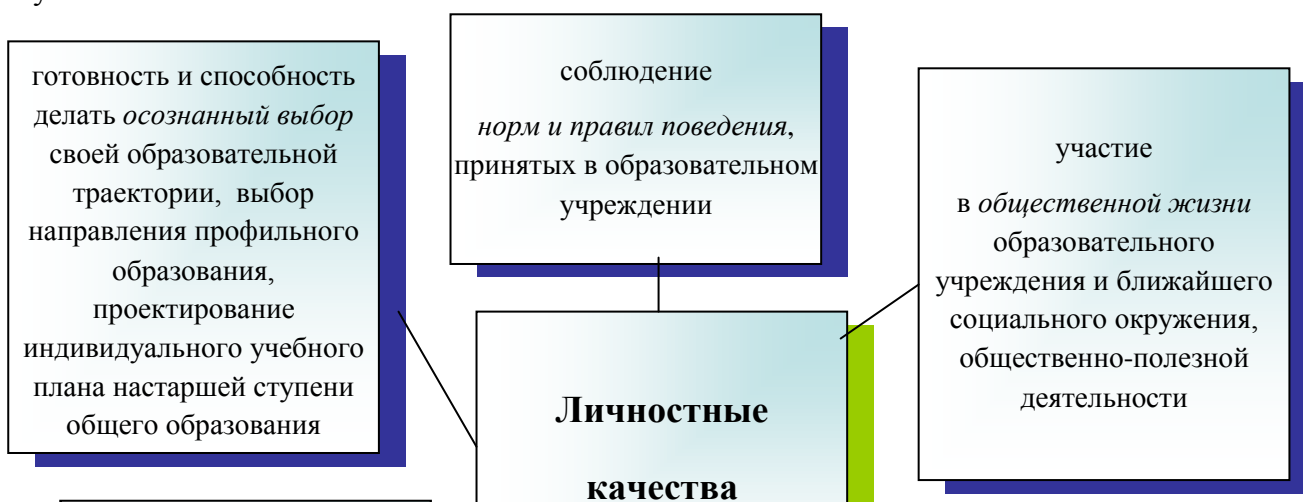 готовность и способность
делать осознанный выбор
своей образовательной
траектории, выбор
направления профильного
образования,
проектирование
индивидуального учебного
плана настаршей ступени
общего образования
соблюдение
норм и правил поведения,
принятых в образовательном
учреждении
участие
в общественной жизни
образовательного
учреждения и ближайшего
социального окружения,
общественно-полезной
деятельности
Личностные
качества